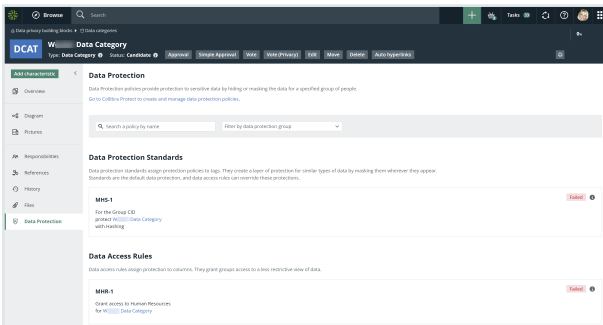 Browse
Search
Tasks
Data privacy building blocks
Data categories
DCAT
W Data Category
Type: Data Category Status: Candidate
Approval
Simple Approval
Vote
Vote (Privacy)
Edit
Move
Delete
Auto hyperlinks
Add characteristic
Overview
Diagram
Pictures
Responsibilities
References
History
Files
Data Protection
Data Protection
Data Protection policies provide protection to sensitive data by hiding or masking the data for a specified group of people.
Go to Collibra Protect to create and manage data protection policies.
Search a policy by name
Filter by data protection group
Data Protection Standards
Data protection standards assign protection policies to tags. They create a layer of protection for similar types of data by masking them wherever they appear.
Standards are the default data protection, and data access rules can override these protections.
MHS-1
Failed
For the Group CID
protect W Data Category
with Hashing
Data Access Rules
Data access rules assign protection to columns. They grant groups access to a less restrictive view of data.
MHR-1
Failed
Grant access to Human Resources
for W Data Category